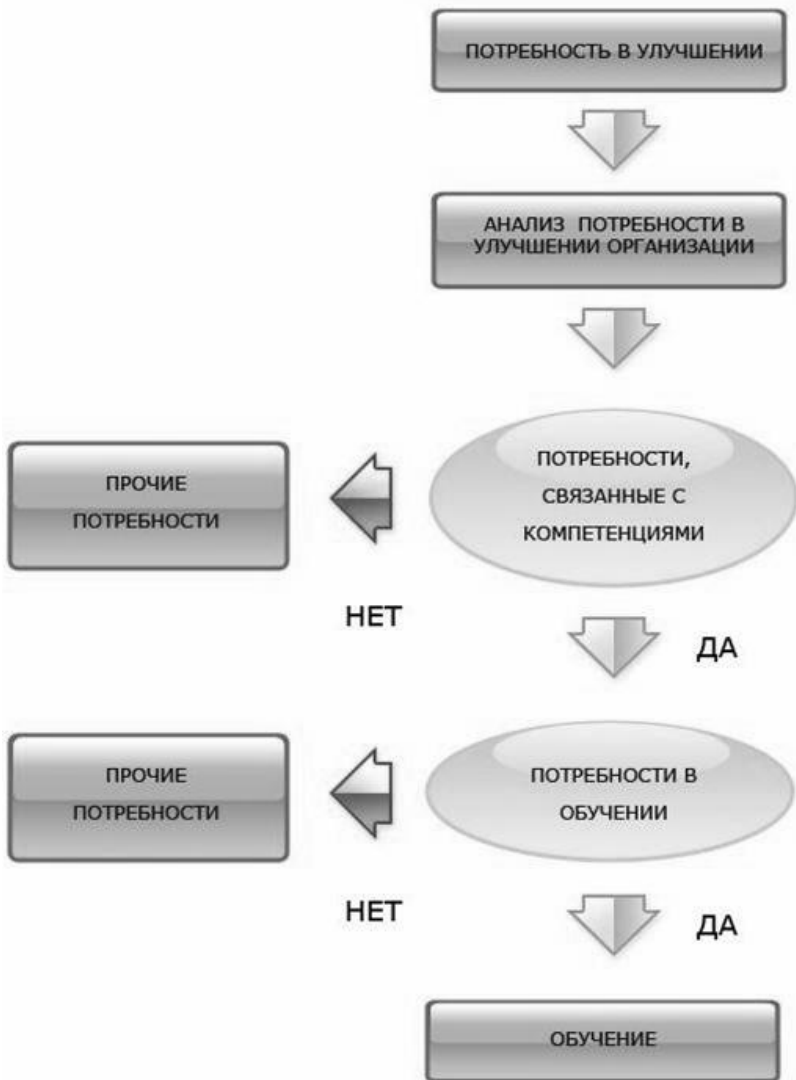 ПОТРЕБНОСТЬ В УЛУЧШЕНИИ
АНАЛИЗ ПОТРЕБНОСТИ В
УЛУЧШЕНИИ ОРГАНИЗАЦИИ
ПОТРЕБНОСТИ,
СВЯЗАННЫЕ С
КОМПЕТЕНЦИЯМИ
ПРОЧИЕ
ПОТРЕБНОСТИ
НЕТ
ДА
ПОТРЕБНОСТИ В
ОБУЧЕНИИ
ПРОЧИЕ
ПОТРЕБНОСТИ
НЕТ
ДА
ОБУЧЕНИЕ